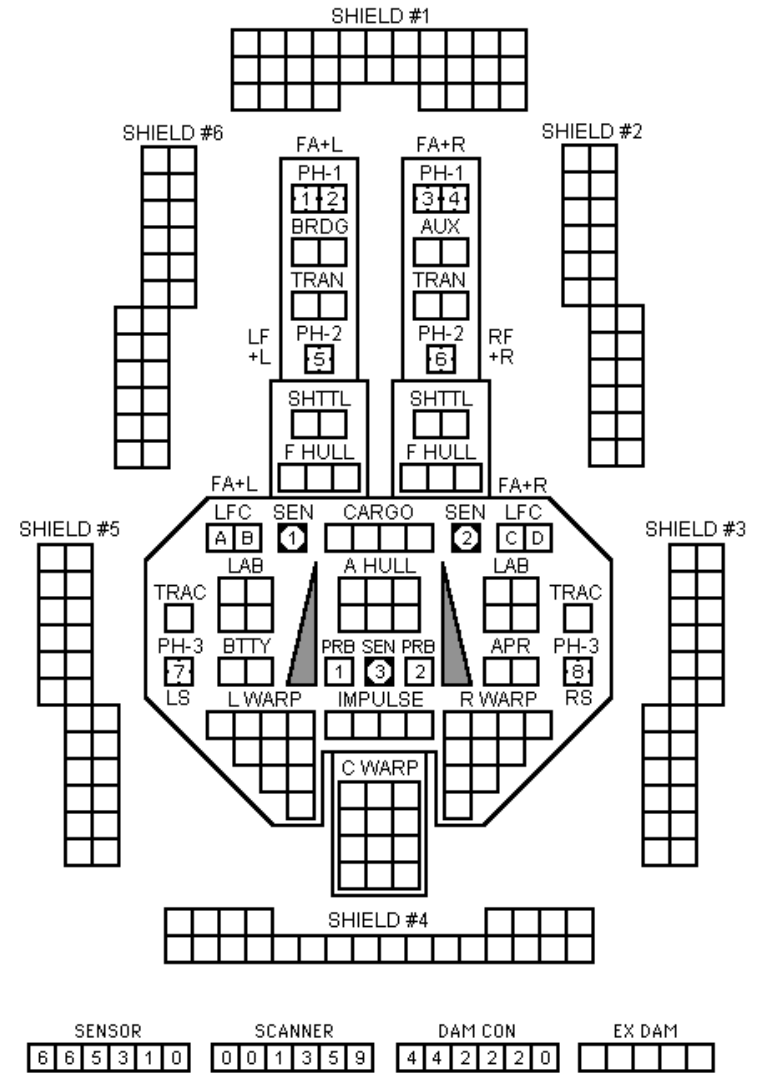 SHIELD #1
SHIELD #6
SHIELD #2
FA+L
FA+R
PH-1
PH-1
1 2
3 4
BRDG
AUX
TRAN
TRAN
LF
+L
PH-2
PH-2
RF
+R
5
6
SHTTL
SHTTL
F HULL
F HULL
FA+L
FA+R
LFC
SEN
CARGO
SEN
LFC
A B
1
2
C D
SHIELD #5
SHIELD #3
LAB
A HULL
LAB
TRAC
TRAC
PH-3
BTTY
PRB
SEN
PRB
APR
PH-3
7
1
3
2
8
LS
L WARP
IMPULSE
R WARP
RS
C WARP
SHIELD #4
SENSOR
SCANNER
DAM CON
EX DAM
6 6 5 3 1 0
0 0 1 3 5 9
4 4 2 2 2 0